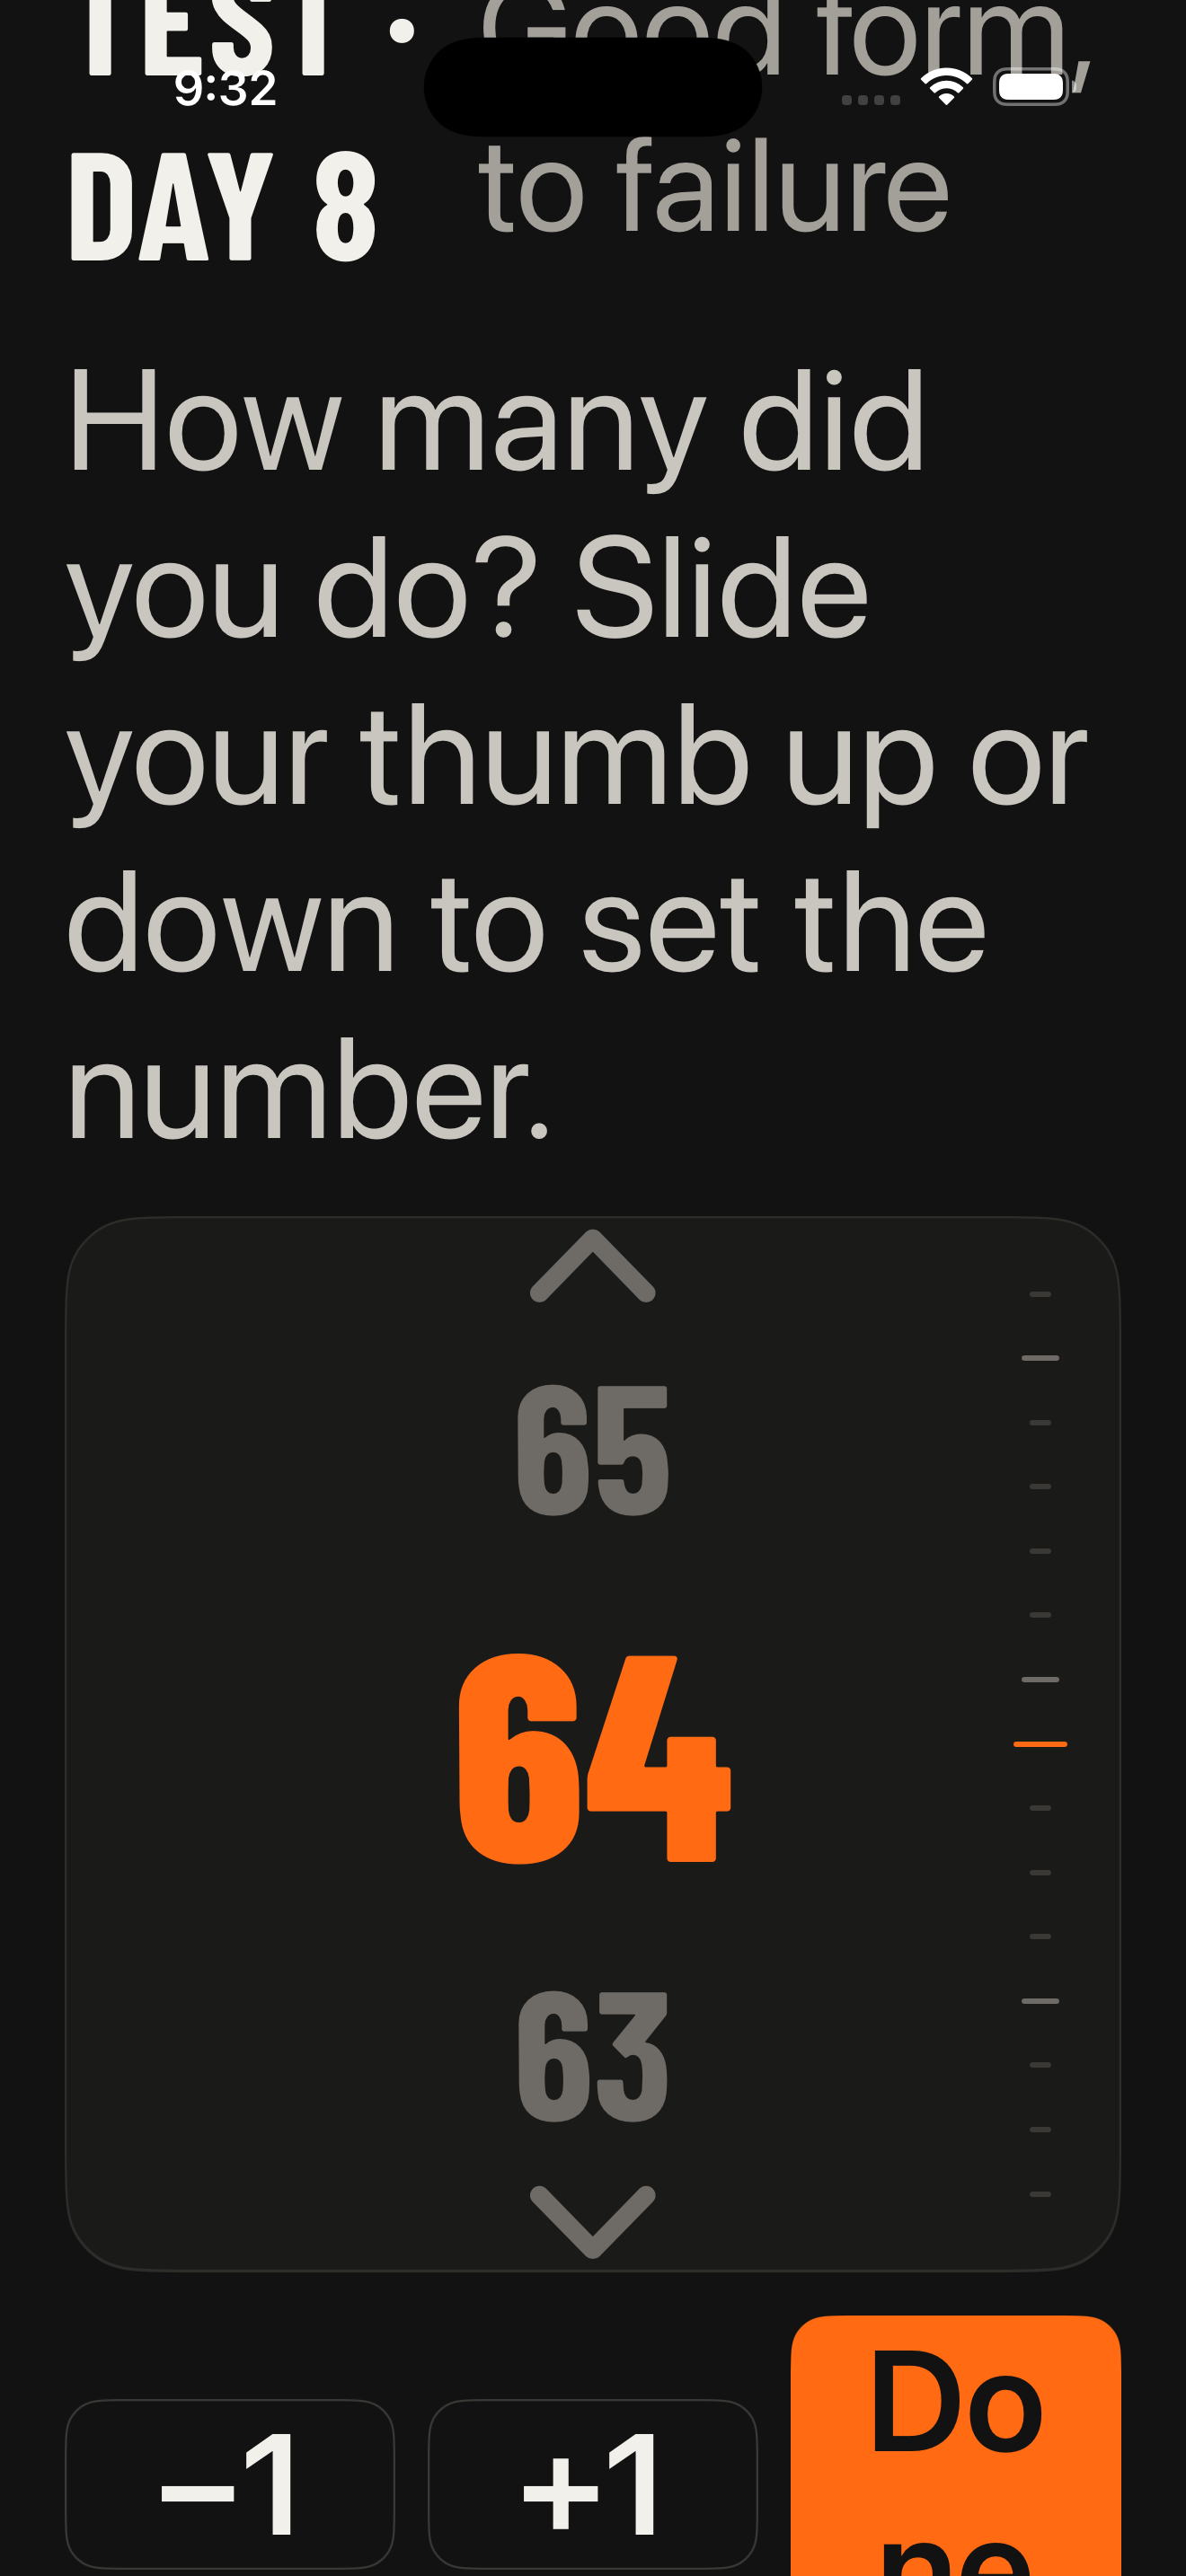 TEST • Good form,
9:32
DAY 8 to failure
How many did
you do? Slide
your thumb up or
down to set the
number.
65
64
63
–1 +1 Do
ne